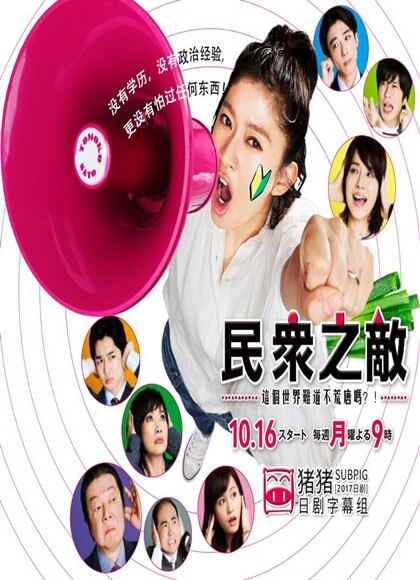 没有学历，没有政治经验，
更没有怕过任何东西！
TOMOKO
SATO
民衆之敵
這個世界難道不荒唐嗎？！
10.16スタート 毎週月曜よる9時
猪猪 SUBPIG
[2017日剧]
日剧字幕组